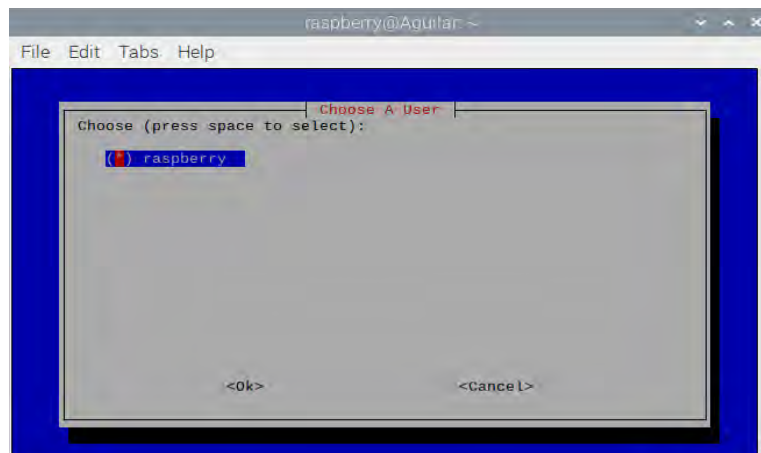 raspberry@Aguilar: ~
File Edit Tabs Help
Choose A User
Choose (press space to select):
(*) raspberry
<Ok> <Cancel>